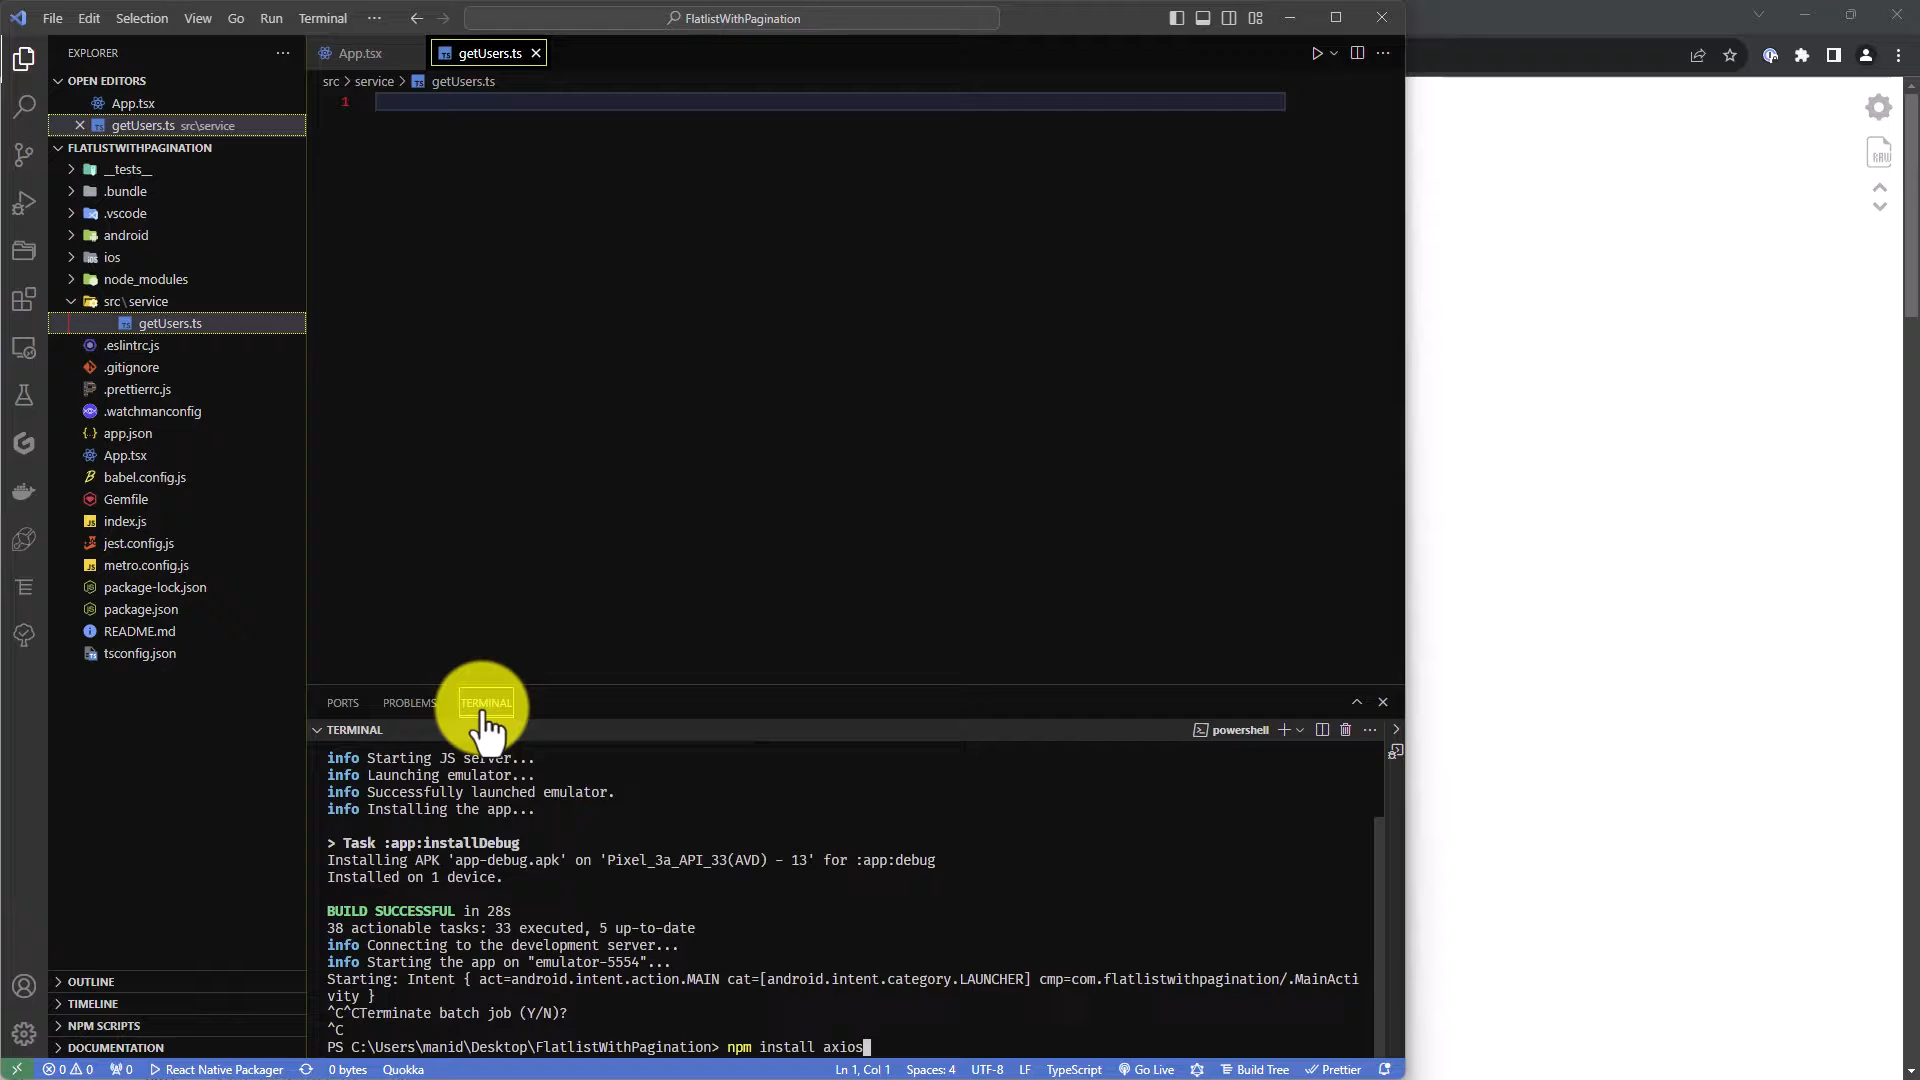 File Edit Selection View Go Run Terminal ··· FlatlistWithPagination
EXPLORER ···
App.tsx getUsers.ts
OPEN EDITORS
src > service > getUsers.ts
App.tsx
1
getUsers.ts src\service
FLATLISTWITHPAGINATION
__tests__
.bundle
.vscode
android
ios
node_modules
src\service
getUsers.ts
.eslintrc.js
.gitignore
.prettierrc.js
.watchmanconfig
app.json
App.tsx
babel.config.js
Gemfile
index.js
jest.config.js
metro.config.js
package-lock.json
package.json
README.md
tsconfig.json
RAW
PORTS PROBLEMS TERMINAL
TERMINAL powershell
info Starting JS server...
info Launching emulator...
info Successfully launched emulator.
info Installing the app...
> Task :app:installDebug
Installing APK 'app-debug.apk' on 'Pixel_3a_API_33(AVD) - 13' for :app:debug
Installed on 1 device.
BUILD SUCCESSFUL in 28s
38 actionable tasks: 33 executed, 5 up-to-date
info Connecting to the development server...
info Starting the app on "emulator-5554"...
Starting: Intent { act=android.intent.action.MAIN cat=[android.intent.category.LAUNCHER] cmp=com.flatlistwithpagination/.MainActi
vity }
^C^CTerminate batch job (Y/N)?
^C
PS C:\Users\manid\Desktop\FlatlistWithPagination> npm install axios
OUTLINE
TIMELINE
NPM SCRIPTS
DOCUMENTATION
0 0 0 React Native Packager 0 bytes Quokka Ln 1, Col 1 Spaces: 4 UTF-8 LF TypeScript Go Live Build Tree Prettier